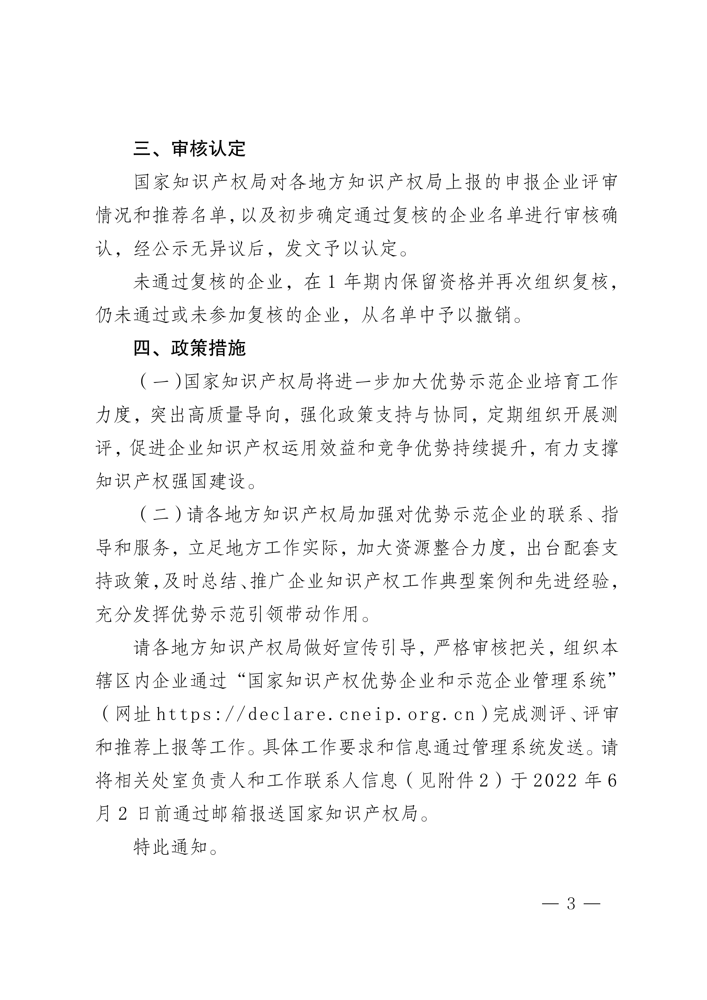 三、审核认定
国家知识产权局对各地方知识产权局上报的申报企业评审
情况和推荐名单，以及初步确定通过复核的企业名单进行审核确
认，经公示无异议后，发文予以认定。
未通过复核的企业，在1 年期内保留资格并再次组织复核，
仍未通过或未参加复核的企业，从名单中予以撤销。
四、政策措施
（一）国家知识产权局将进一步加大优势示范企业培育工作
力度，突出高质量导向，强化政策支持与协同，定期组织开展测
评，促进企业知识产权运用效益和竞争优势持续提升，有力支撑
知识产权强国建设。
（二）请各地方知识产权局加强对优势示范企业的联系、指
导和服务，立足地方工作实际，加大资源整合力度，出台配套支
持政策，及时总结、推广企业知识产权工作典型案例和先进经验，
充分发挥优势示范引领带动作用。
请各地方知识产权局做好宣传引导，严格审核把关，组织本
辖区内企业通过“国家知识产权优势企业和示范企业管理系统”
（网址https://declare.cneip.org.cn）完成测评、评审
和推荐上报等工作。具体工作要求和信息通过管理系统发送。请
将相关处室负责人和工作联系人信息（见附件2）于2022 年6
月2 日前通过邮箱报送国家知识产权局。
特此通知。
— 3 —